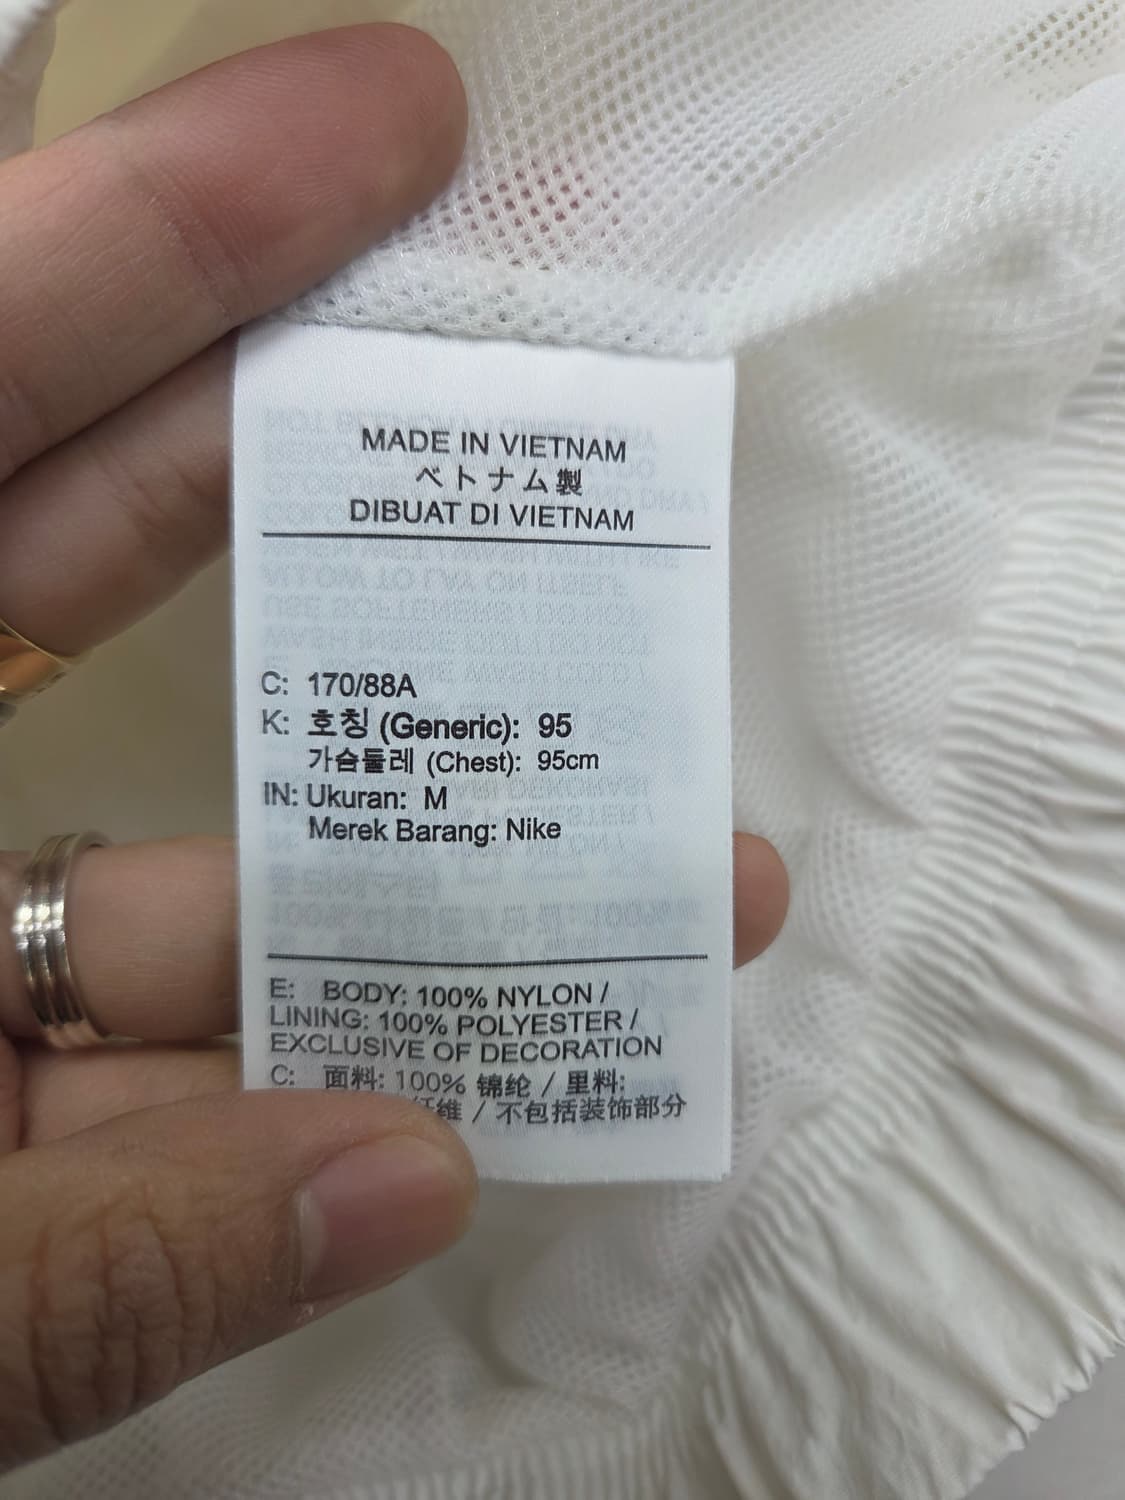 MADE IN VIETNAM
ベトナム製
DIBUAT DI VIETNAM
C: 170/88A
K: 호칭 (Generic): 95
가슴둘레 (Chest): 95cm
IN: Ukuran: M
Merek Barang: Nike
E: BODY: 100% NYLON /
LINING: 100% POLYESTER /
EXCLUSIVE OF DECORATION
C: 面料: 100% 锦纶 / 里料:
纤维 / 不包括装饰部分